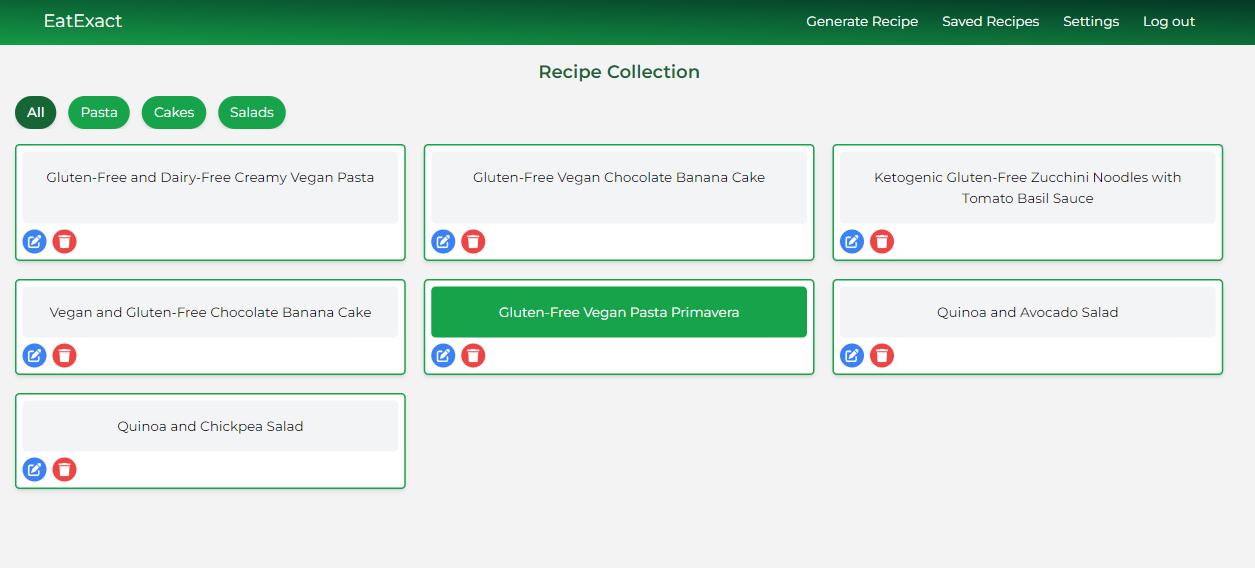 EatExact
Generate Recipe
Saved Recipes
Settings
Log out
Recipe Collection
All
Pasta
Cakes
Salads
Gluten-Free and Dairy-Free Creamy Vegan Pasta
Gluten-Free Vegan Chocolate Banana Cake
Ketogenic Gluten-Free Zucchini Noodles with
Tomato Basil Sauce
Vegan and Gluten-Free Chocolate Banana Cake
Gluten-Free Vegan Pasta Primavera
Quinoa and Avocado Salad
Quinoa and Chickpea Salad